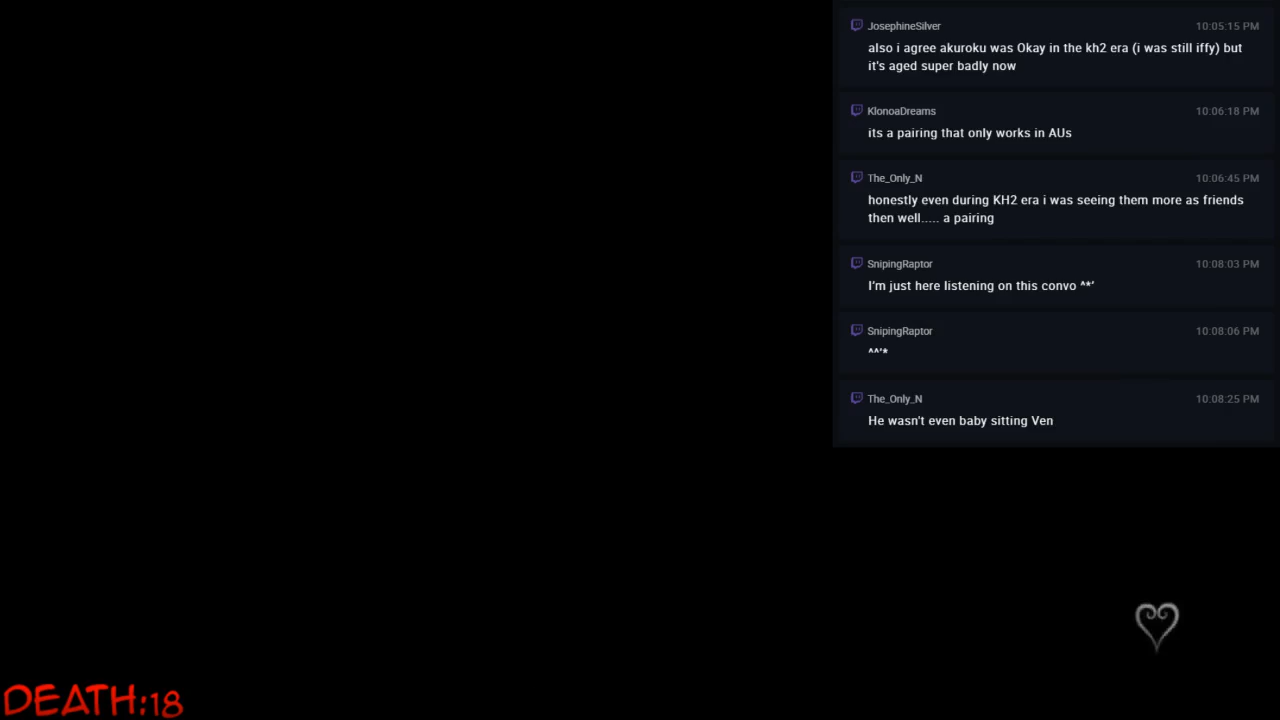 JosephineSilver 10:05:15 PM
also i agree akuroku was Okay in the kh2 era (i was still iffy) but
it's aged super badly now
KlonoaDreams 10:06:18 PM
its a pairing that only works in AUs
The_Only_N 10:06:45 PM
honestly even during KH2 era i was seeing them more as friends
then well..... a pairing
SnipingRaptor 10:08:03 PM
I'm just here listening on this convo ^*'
SnipingRaptor 10:08:06 PM
^^'*
The_Only_N 10:08:25 PM
He wasn't even baby sitting Ven
DEATH:18